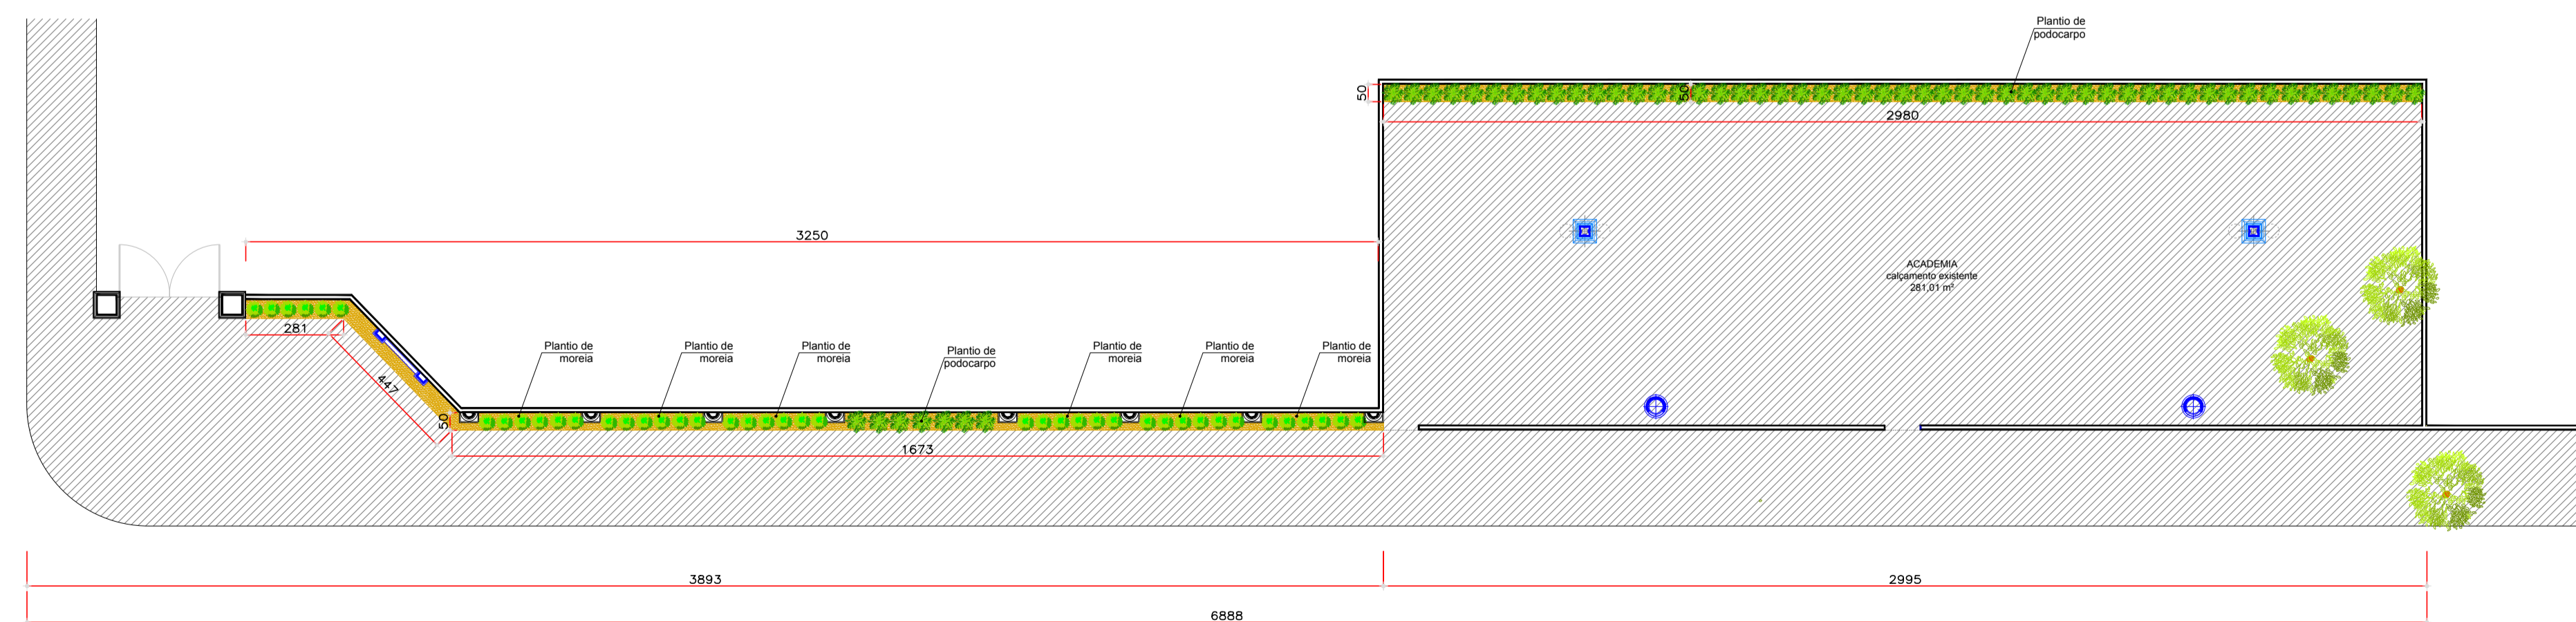 Plantio de
podocarpo
50
50
2980
3250
ACADEMIA
calçamento existente
281,01 m²
281
447
Plantio de
moreia
Plantio de
moreia
Plantio de
moreia
Plantio de
podocarpo
Plantio de
moreia
Plantio de
moreia
Plantio de
moreia
50
1673
3893
2995
6888